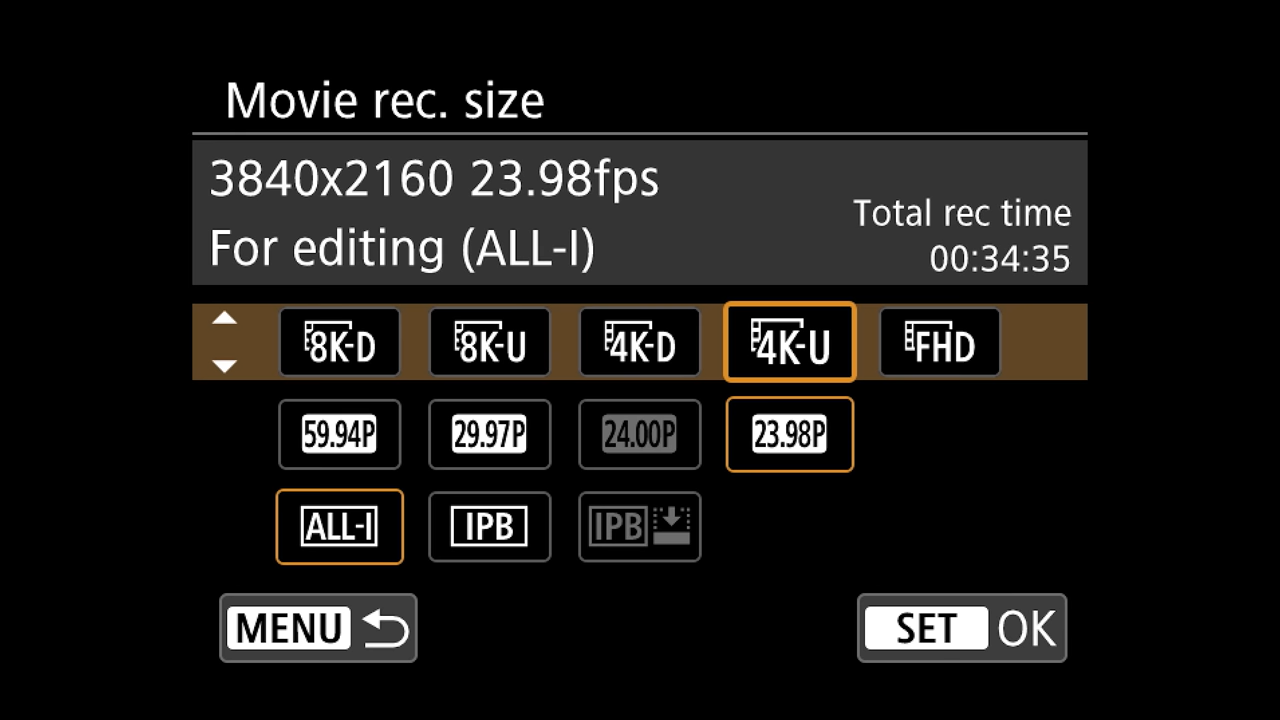 Movie rec. size
3840x2160 23.98fps
For editing (ALL-I)
Total rec time
00:34:35
8K-D 8K-U 4K-D 4K-U FHD
59.94P 29.97P 24.00P 23.98P
ALL-I IPB IPB
MENU SET OK